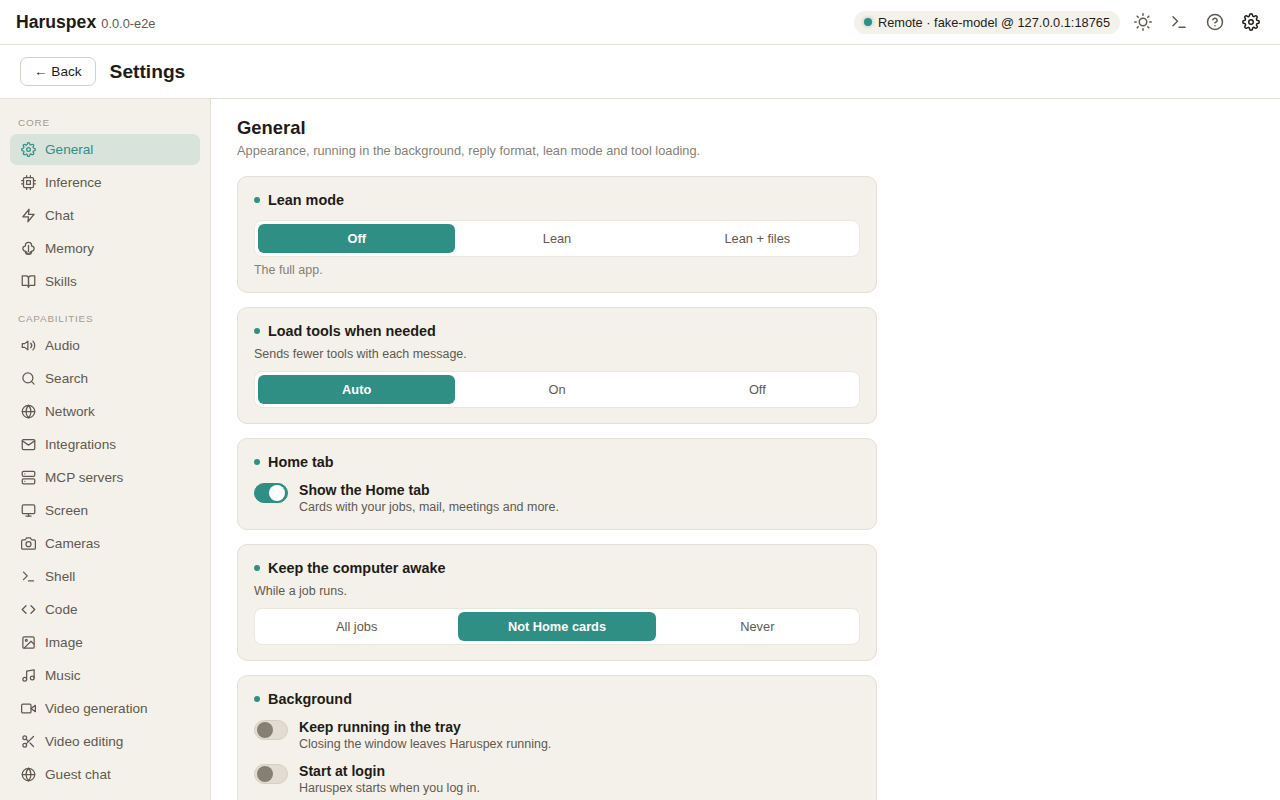 Haruspex 0.0.0-e2e
Remote · fake-model @ 127.0.0.1:18765
← Back
Settings
CORE
General
Inference
Chat
Memory
Skills
CAPABILITIES
Audio
Search
Network
Integrations
MCP servers
Screen
Cameras
Shell
Code
Image
Music
Video generation
Video editing
Guest chat
General
Appearance, running in the background, reply format, lean mode and tool loading.
Lean mode
Off
Lean
Lean + files
The full app.
Load tools when needed
Sends fewer tools with each message.
Auto
On
Off
Home tab
Show the Home tab
Cards with your jobs, mail, meetings and more.
Keep the computer awake
While a job runs.
All jobs
Not Home cards
Never
Background
Keep running in the tray
Closing the window leaves Haruspex running.
Start at login
Haruspex starts when you log in.